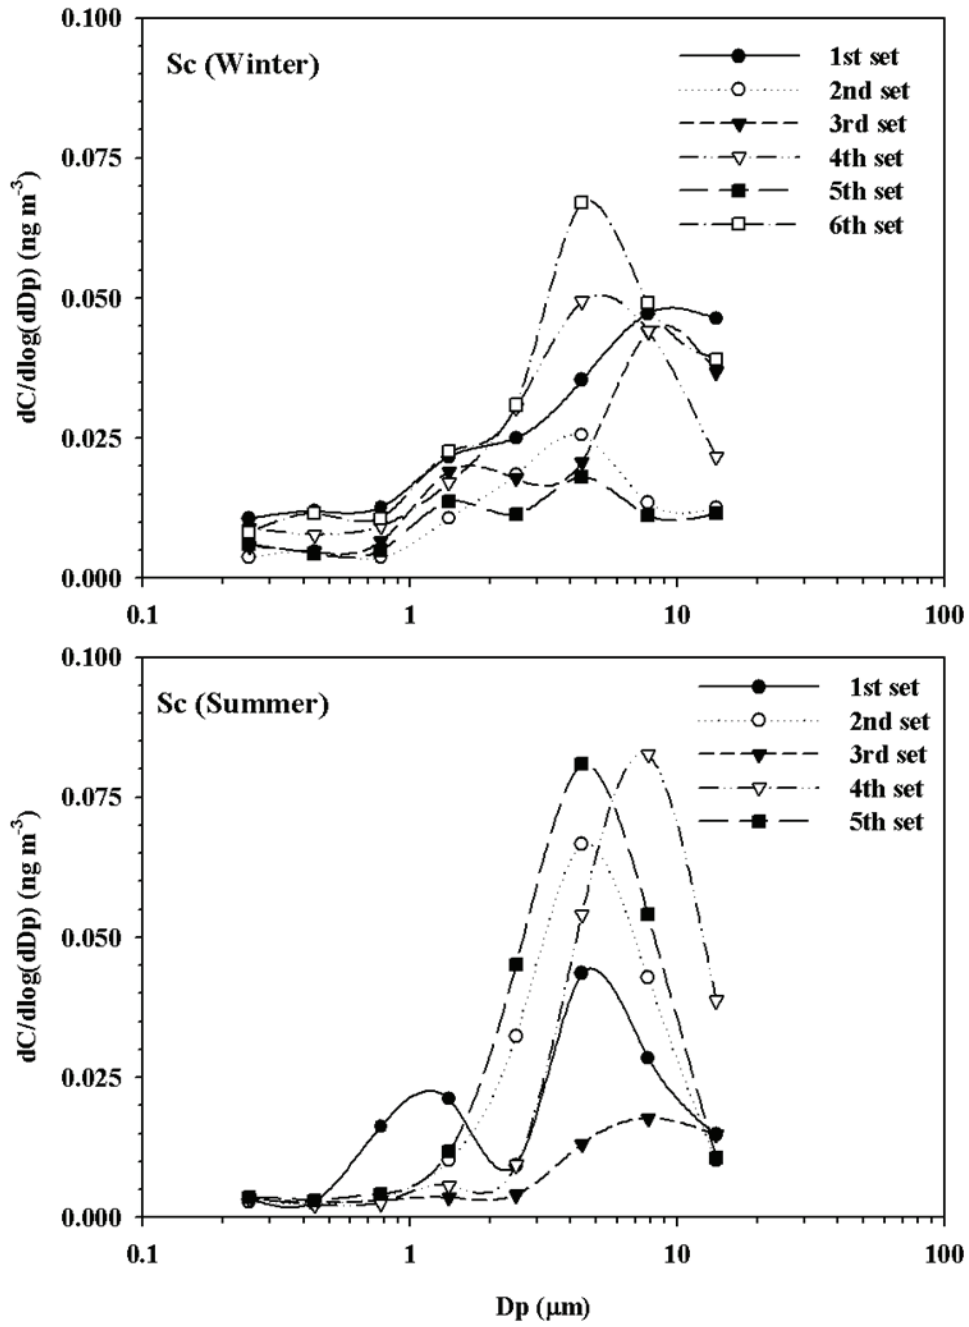 Sc (Winter)
1st set
2nd set
3rd set
4th set
5th set
6th set
dC/dlog(dDp) (ng m⁻³)
0.100
0.075
0.050
0.025
0.000
0.1 1 10 100
Sc (Summer)
1st set
2nd set
3rd set
4th set
5th set
dC/dlog(dDp) (ng m⁻³)
0.100
0.075
0.050
0.025
0.000
0.1 1 10 100
Dp (μm)